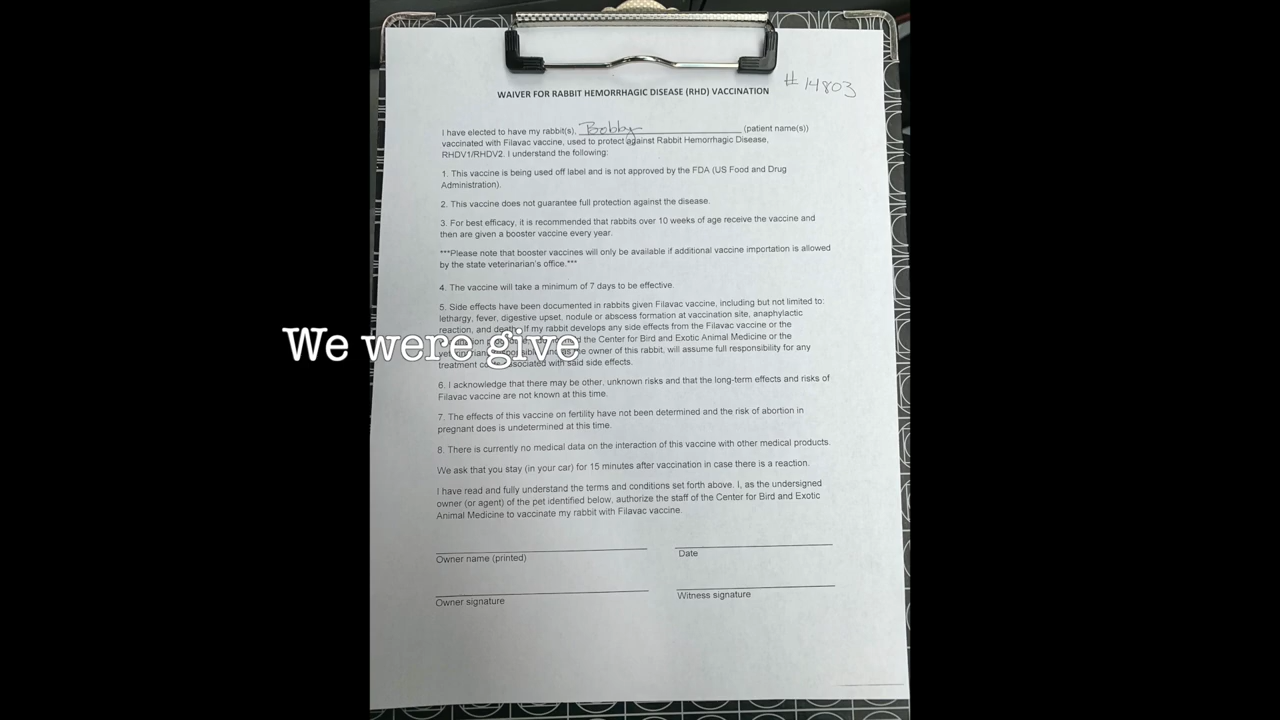 # 14803
WAIVER FOR RABBIT HEMORRHAGIC DISEASE (RHD) VACCINATION
I have elected to have my rabbit(s), Bobby (patient name(s))
vaccinated with Filavac vaccine, used to protect against Rabbit Hemorrhagic Disease,
RHDV1/RHDV2. I understand the following:
1. This vaccine is being used off label and is not approved by the FDA (US Food and Drug
Administration).
2. This vaccine does not guarantee full protection against the disease.
3. For best efficacy, it is recommended that rabbits over 10 weeks of age receive the vaccine and
then are given a booster vaccine every year.
***Please note that booster vaccines will only be available if additional vaccine importation is allowed
by the state veterinarian's office.***
4. The vaccine will take a minimum of 7 days to be effective.
5. Side effects have been documented in rabbits given Filavac vaccine, including but not limited to:
lethargy, fever, digestive upset, nodule or abscess formation at vaccination site, anaphylactic
reaction, and death. If my rabbit develops any side effects from the Filavac vaccine or the
the Center for Bird and Exotic Animal Medicine or the
owner of this rabbit, will assume full responsibility for any
treatment associated with said side effects.
We were give
6. I acknowledge that there may be other, unknown risks and that the long-term effects and risks of
Filavac vaccine are not known at this time.
7. The effects of this vaccine on fertility have not been determined and the risk of abortion in
pregnant does is undetermined at this time.
8. There is currently no medical data on the interaction of this vaccine with other medical products.
We ask that you stay (in your car) for 15 minutes after vaccination in case there is a reaction.
I have read and fully understand the terms and conditions set forth above. I, as the undersigned
owner (or agent) of the pet identified below, authorize the staff of the Center for Bird and Exotic
Animal Medicine to vaccinate my rabbit with Filavac vaccine.
Owner name (printed) Date
Owner signature Witness signature